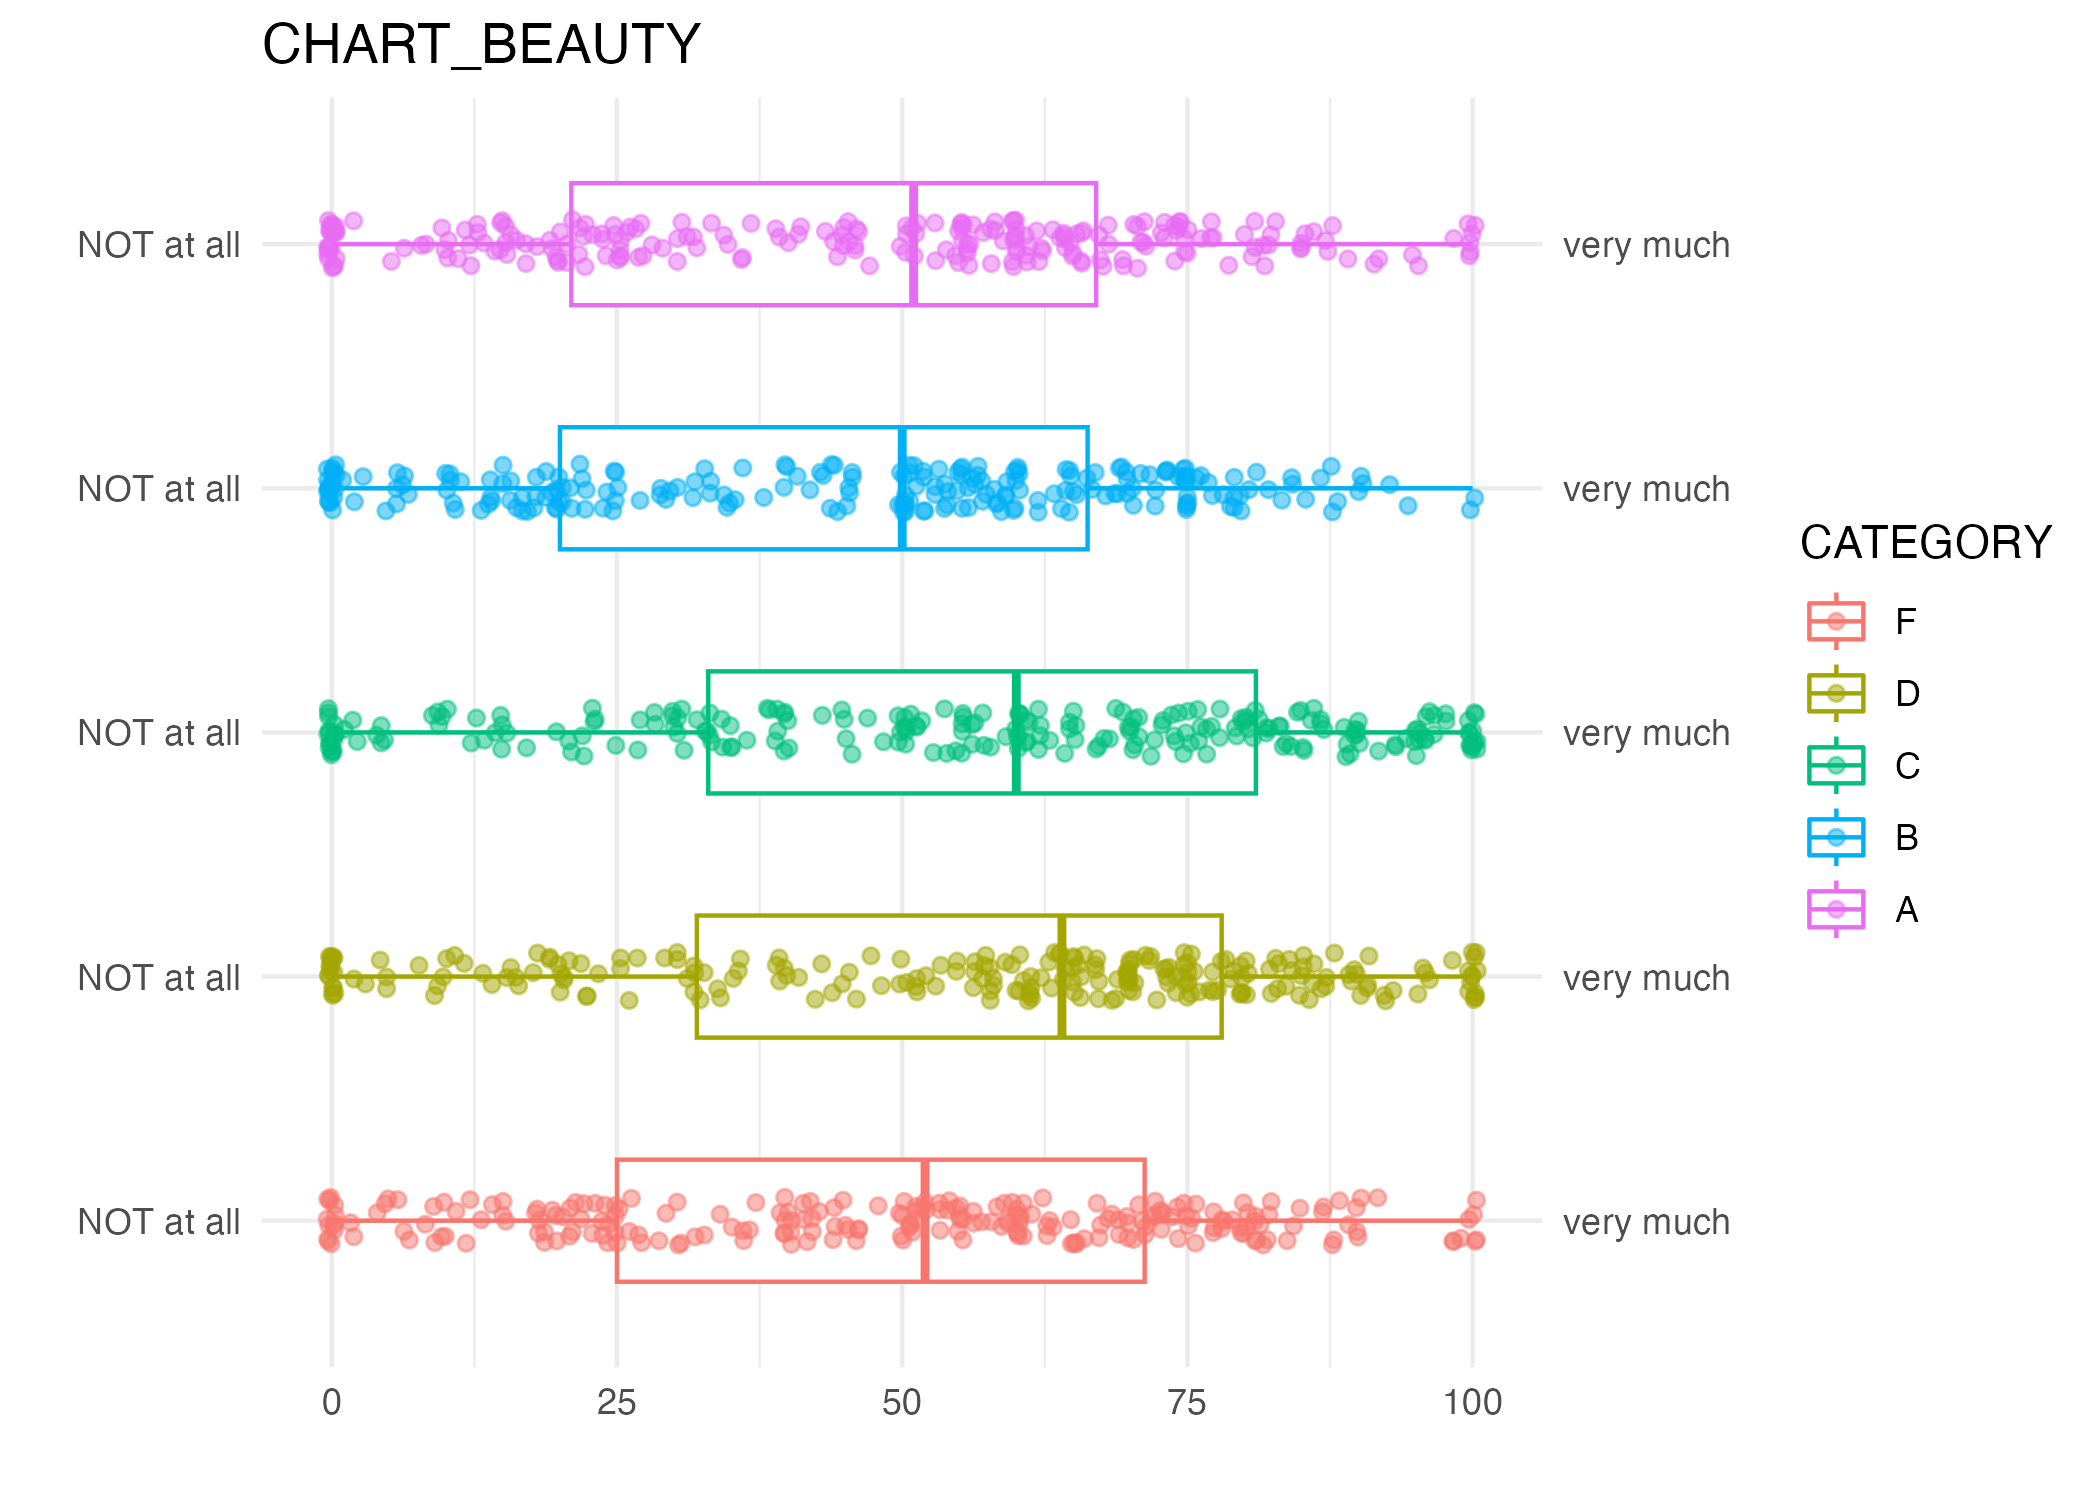 CHART_BEAUTY
NOT at all
very much
NOT at all
very much
NOT at all
very much
NOT at all
very much
NOT at all
very much
0 25 50 75 100
CATEGORY
F
D
C
B
A